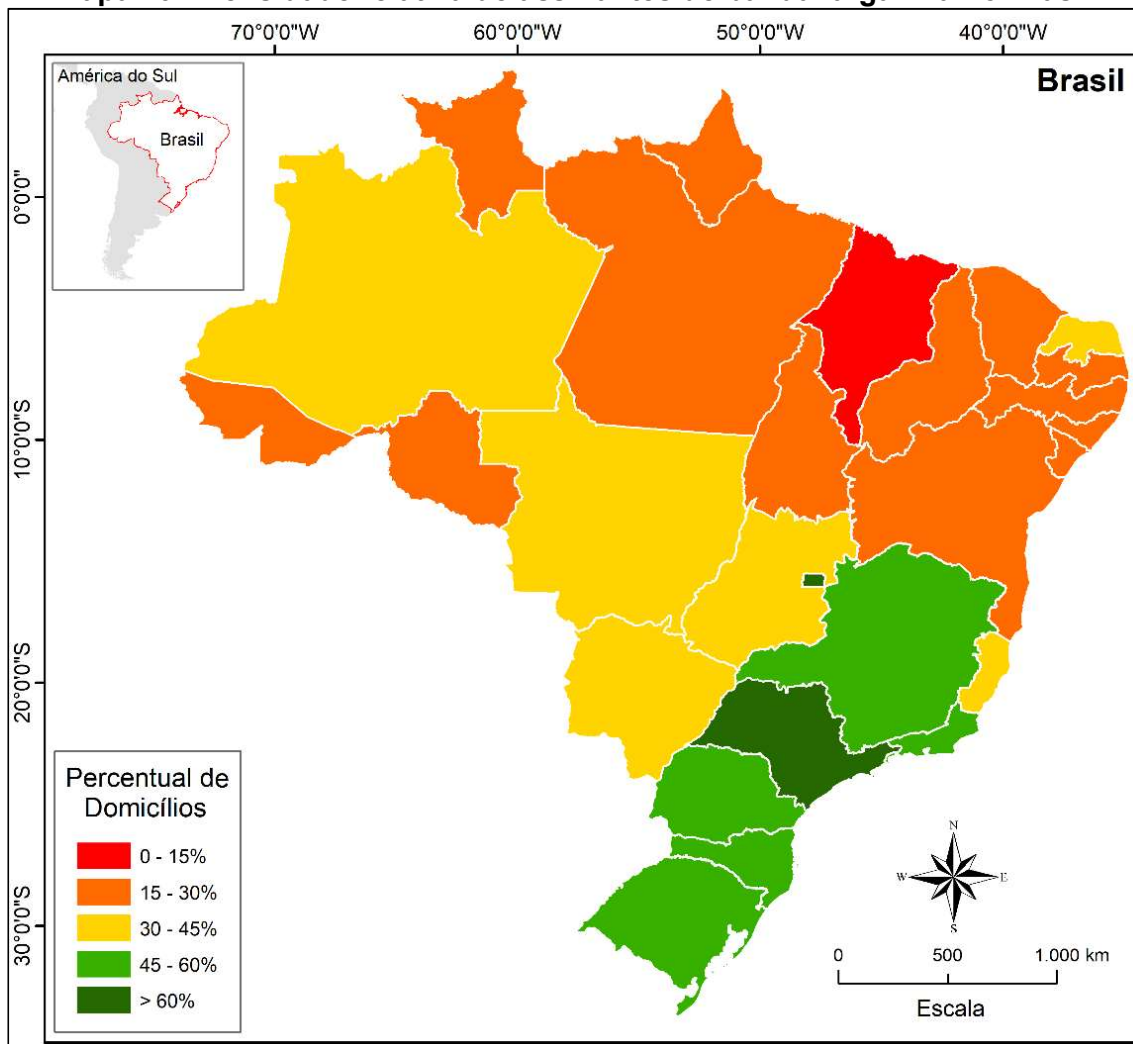 70°0'0"W 60°0'0"W 50°0'0"W 40°0'0"W
América do Sul
Brasil
Brasil
0°0'0"
10°0'0"S
20°0'0"S
30°0'0"S
Percentual de
Domicílios
0 - 15%
15 - 30%
30 - 45%
45 - 60%
> 60%
N
W E
S
0 500 1.000 km
Escala